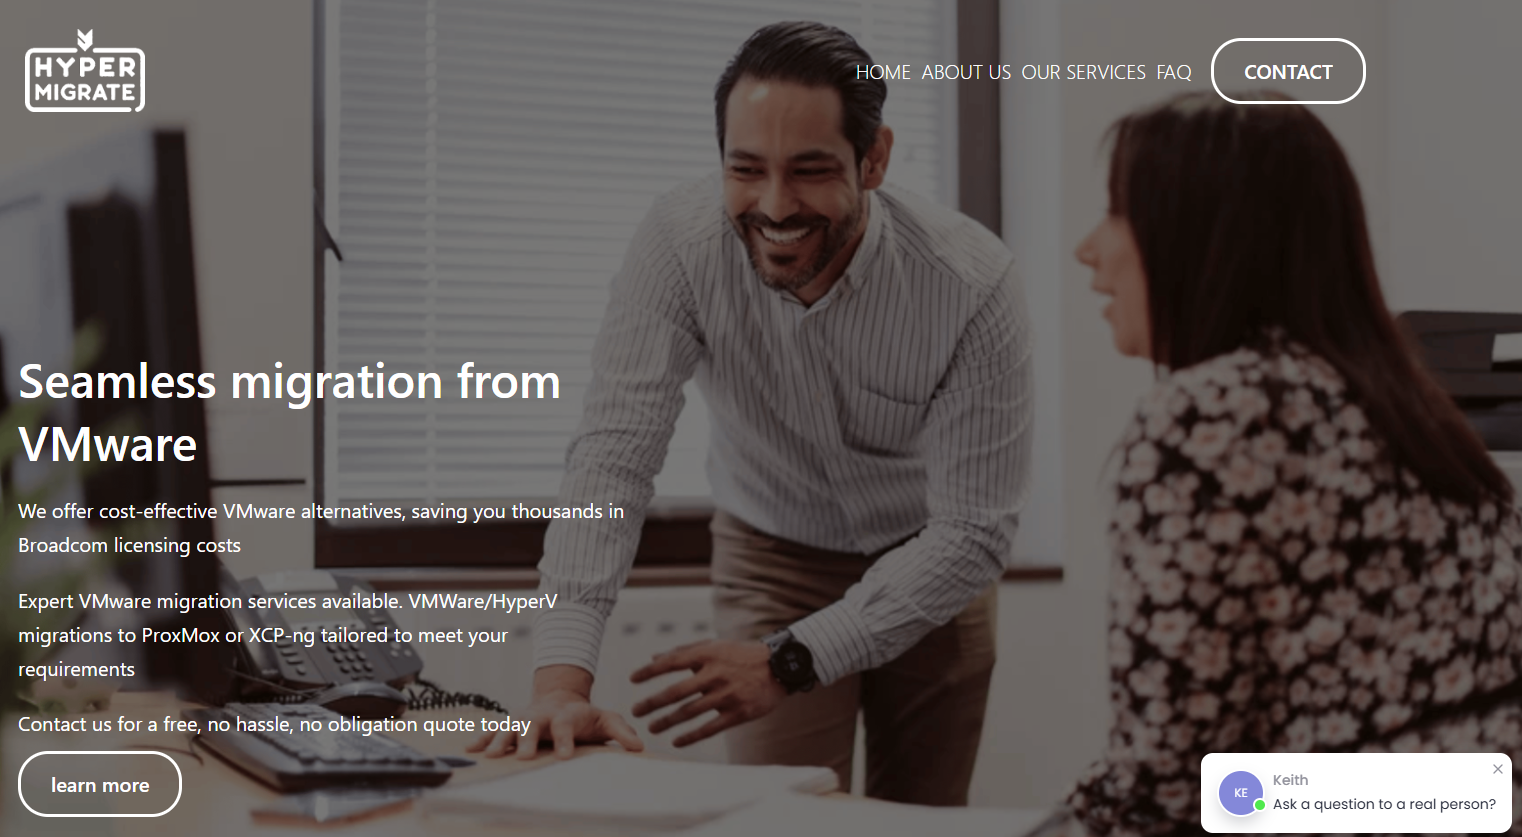 HYPER
MIGRATE
HOME ABOUT US OUR SERVICES FAQ CONTACT
Seamless migration from
VMware
We offer cost-effective VMware alternatives, saving you thousands in
Broadcom licensing costs
Expert VMware migration services available. VMWare/HyperV
migrations to ProxMox or XCP-ng tailored to meet your
requirements
Contact us for a free, no hassle, no obligation quote today
learn more
KE
Keith
Ask a question to a real person?